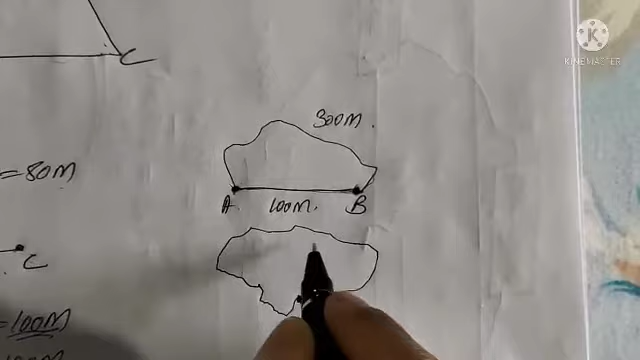 K
KINEMASTER
C
300M.
=80M
A. 100M. B
C
=100M